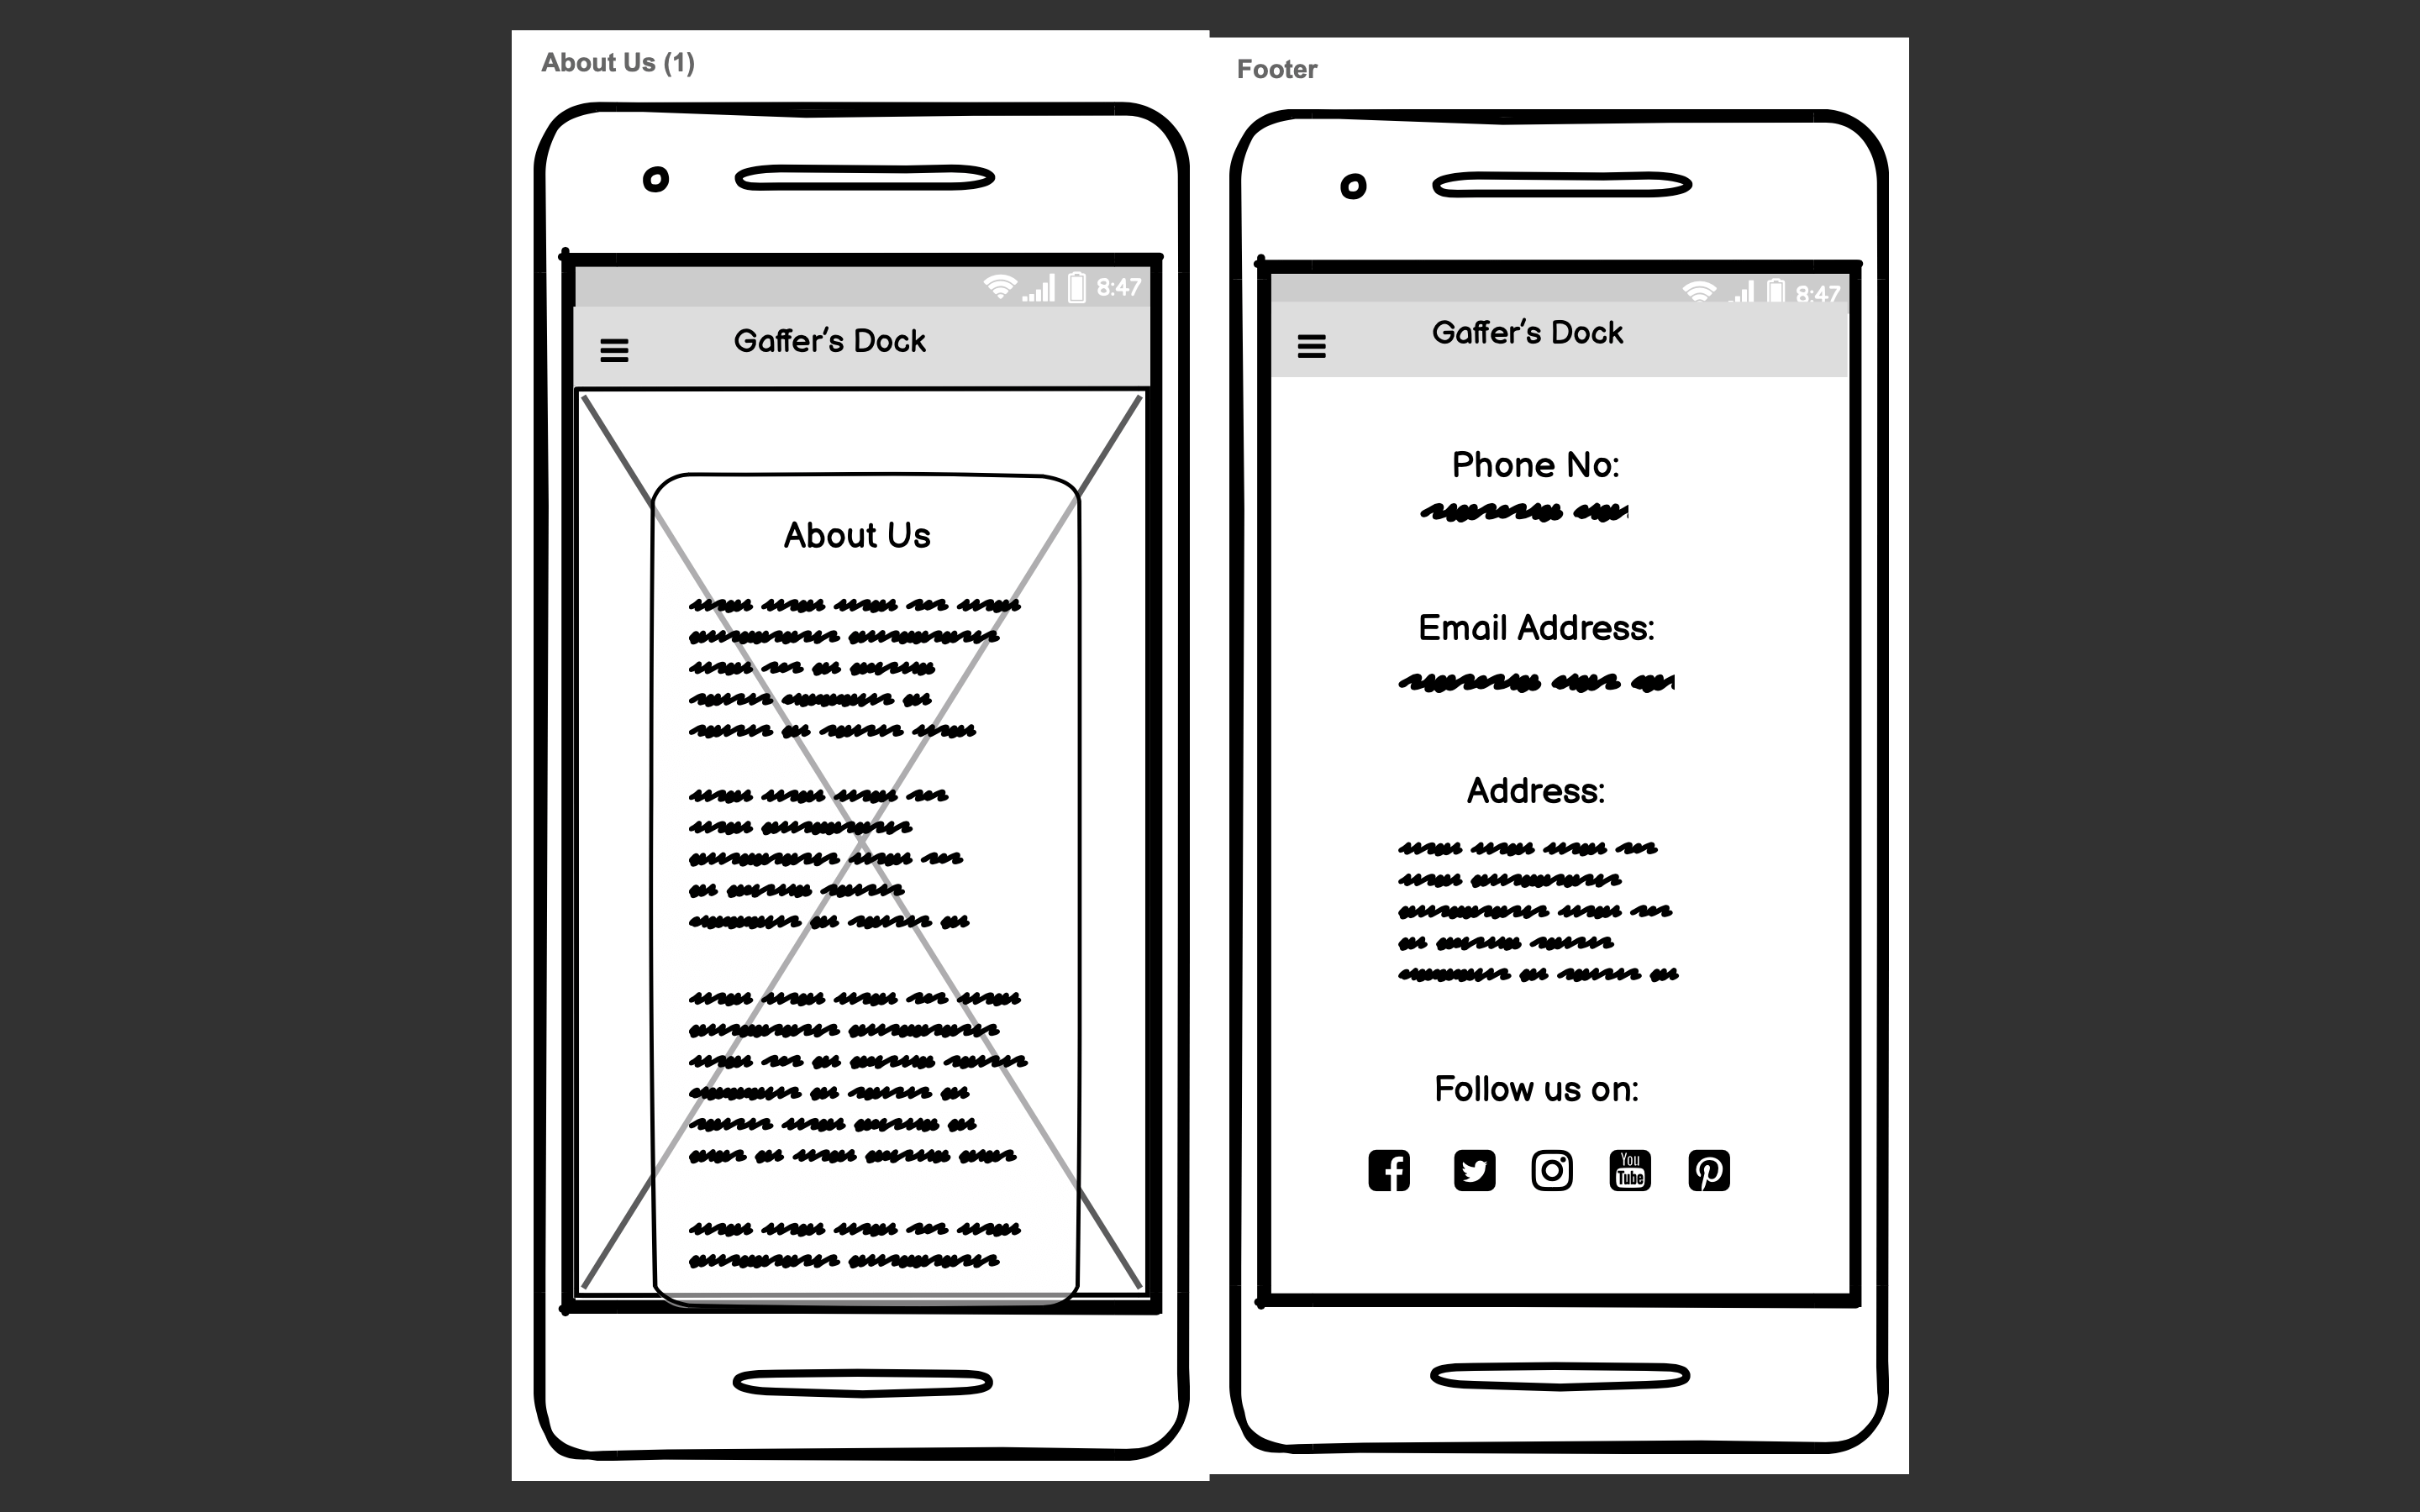 About Us (1)
8:47
Gaffer's Dock
About Us
Footer
8:47
Gaffer's Dock
Phone No:
Email Address:
Address:
Follow us on:
You
Tube